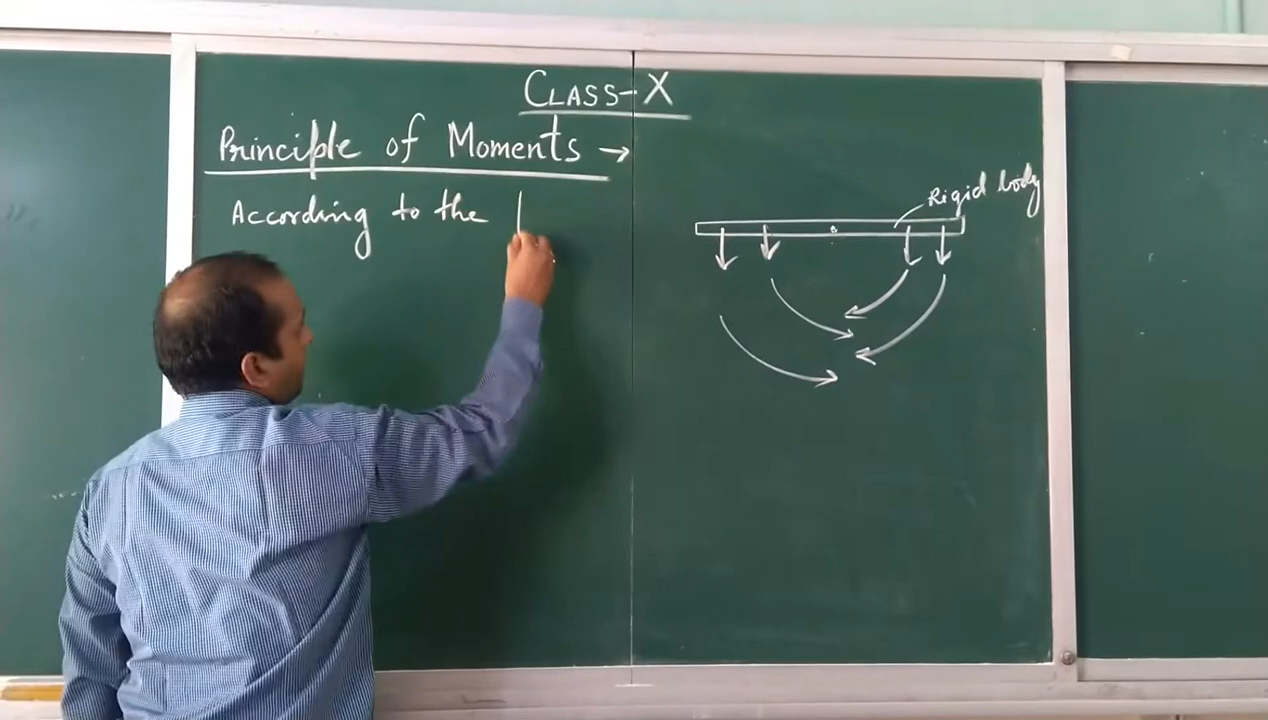 CLASS-X
Principle of Moments →
According to the
Rigid body